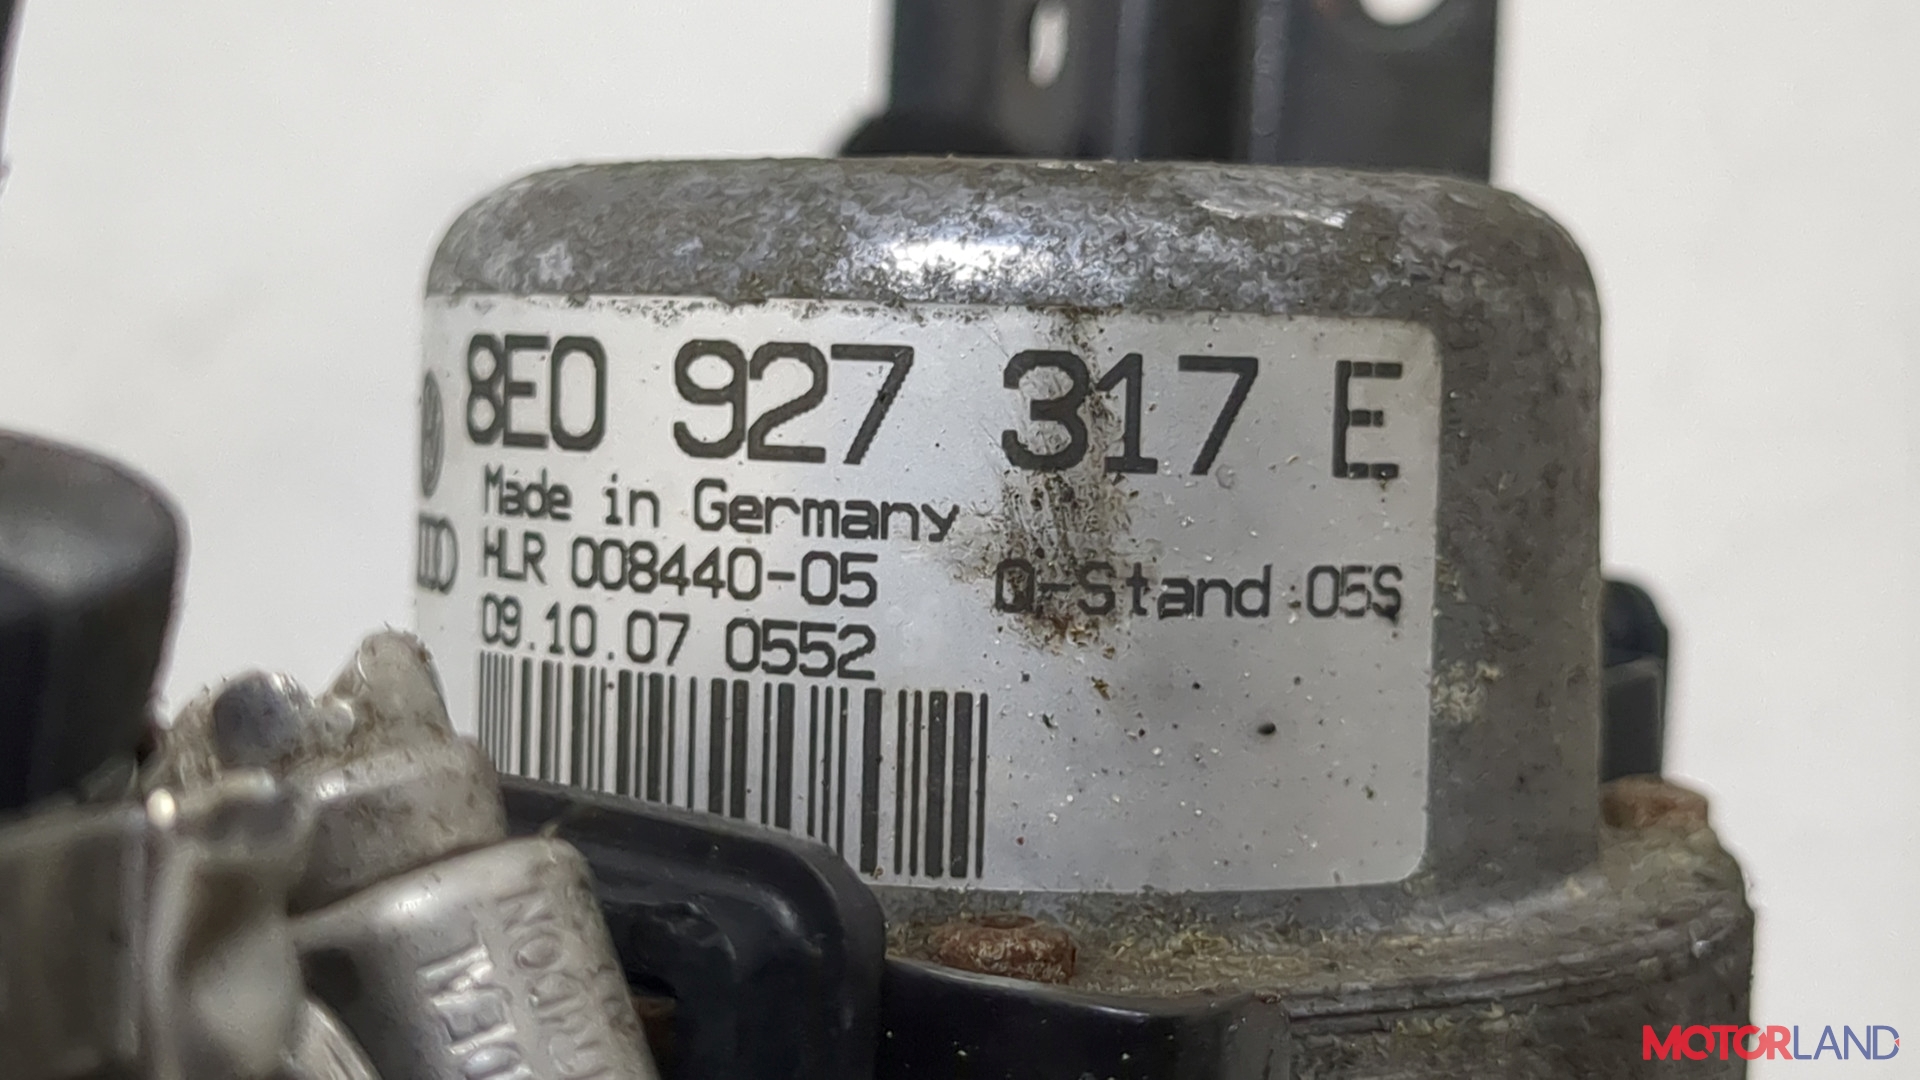 8E0 927 317 E
Made in Germany
HLR 008440-05 Q-Stand :05S
09.10.07 0552
MOTORLAND